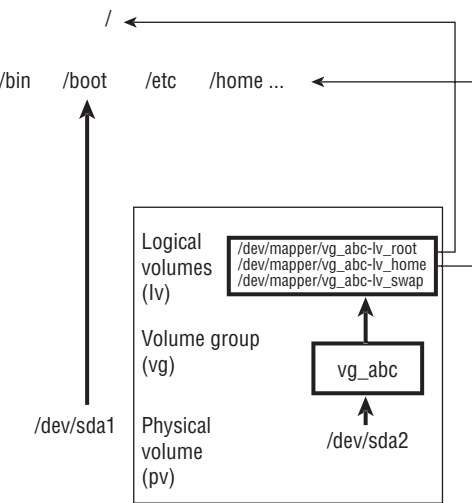 /
/bin /boot /etc /home ...
Logical
volumes
(lv)
/dev/mapper/vg_abc-lv_root
/dev/mapper/vg_abc-lv_home
/dev/mapper/vg_abc-lv_swap
Volume group
(vg)
vg_abc
/dev/sda1
Physical
volume
(pv)
/dev/sda2